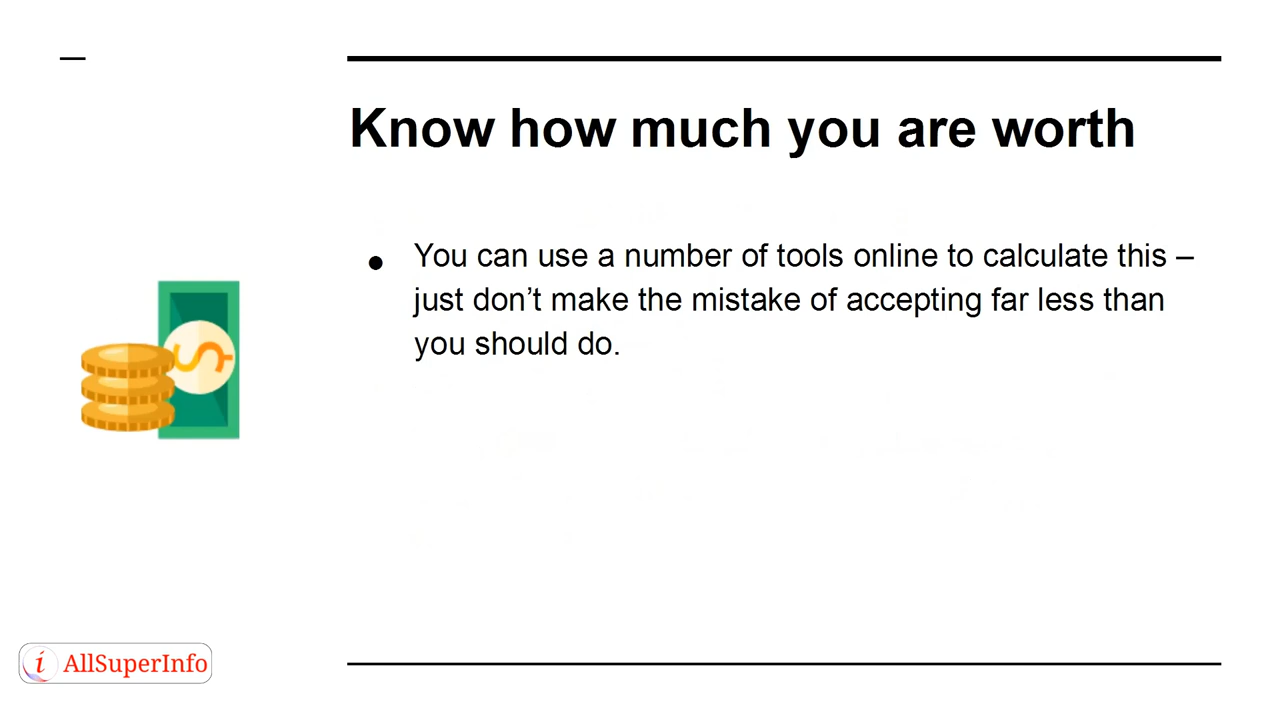 Know how much you are worth
● You can use a number of tools online to calculate this –
just don’t make the mistake of accepting far less than
you should do.
i AllSuperInfo